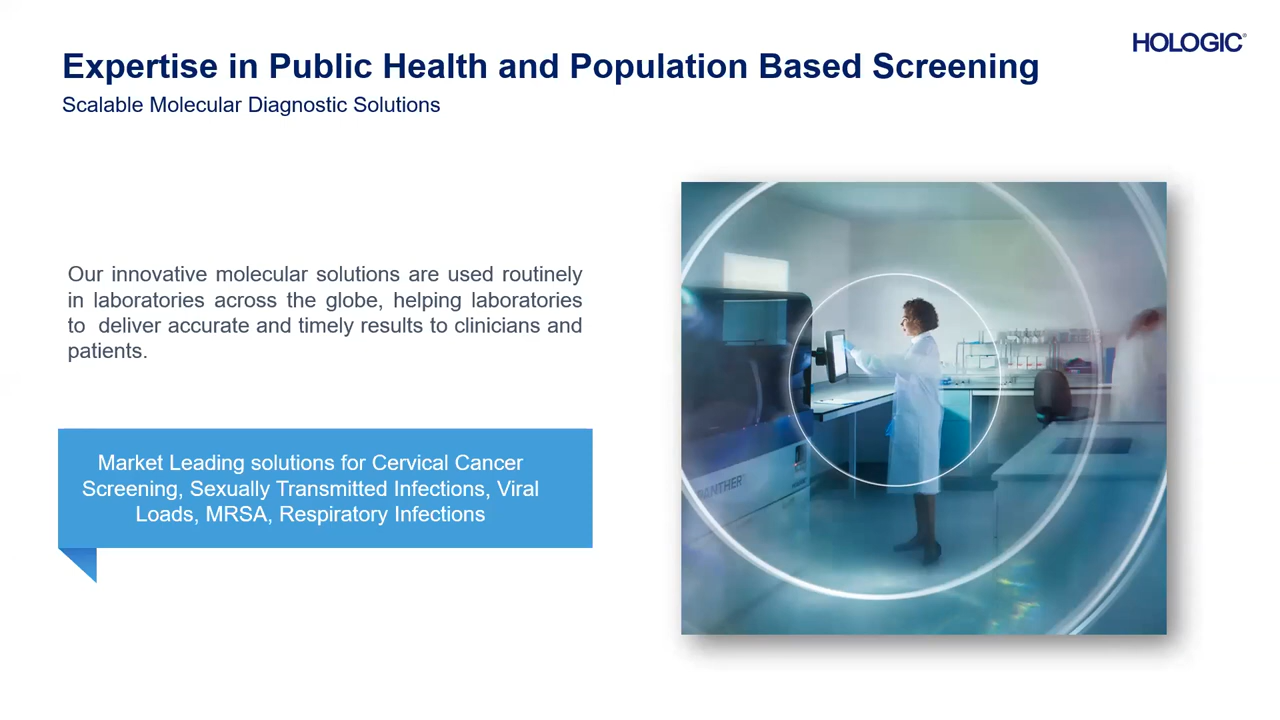 HOLOGIC®
Expertise in Public Health and Population Based Screening
Scalable Molecular Diagnostic Solutions
Our innovative molecular solutions are used routinely
in laboratories across the globe, helping laboratories
to deliver accurate and timely results to clinicians and
patients.
Market Leading solutions for Cervical Cancer
Screening, Sexually Transmitted Infections, Viral
Loads, MRSA, Respiratory Infections
PANTHER